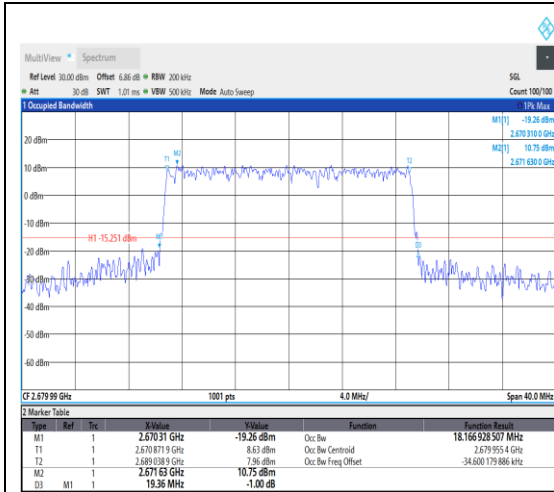 MultiView Spectrum
Ref Level 30.00 dBm Offset 6.86 dB RBW 200 kHz SGL
Att 30 dB SWT 1.01 ms VBW 500 kHz Mode Auto Sweep Count 100/100
1 Occupied Bandwidth 1Pk Max
M1[1] -19.26 dBm
2.670 310 0 GHz
20 dBm M2[1] 10.75 dBm
2.671 630 0 GHz
T1 M2 T2
10 dBm
0 dBm
-10 dBm
H1 -15.251 dBm
M1 D3
-20 dBm
-30 dBm
-40 dBm
-50 dBm
-60 dBm
CF 2.679 99 GHz 1001 pts 4.0 MHz/ Span 40.0 MHz
2 Marker Table
Type Ref Trc X-Value Y-Value Function Function Result
M1 1 2.670 31 GHz -19.26 dBm Occ Bw 18.166 928 507 MHz
T1 1 2.670 871 9 GHz 8.63 dBm Occ Bw Centroid 2.679 955 4 GHz
T2 1 2.689 038 9 GHz 7.96 dBm Occ Bw Freq Offset -34.600 179 886 kHz
M2 1 2.671 63 GHz 10.75 dBm
D3 M1 1 19.36 MHz -1.00 dB